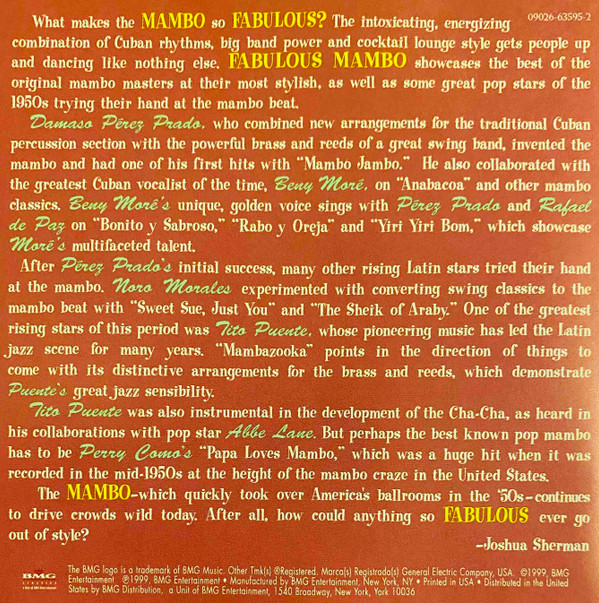 09026-63595-2
What makes the MAMBO so FABULOUS? The intoxicating, energizing
combination of Cuban rhythms, big band power and cocktail lounge style gets people up
and dancing like nothing else. FABULOUS MAMBO showcases the best of the
original mambo masters at their most stylish, as well as some great pop stars of the
1950s trying their hand at the mambo beat.
Damaso Pérez Prado, who combined new arrangements for the traditional Cuban
percussion section with the powerful brass and reeds of a great swing band, invented the
mambo and had one of his first hits with "Mambo Jambo." He also collaborated with
the greatest Cuban vocalist of the time, Beny Moré, on "Anabacoa" and other mambo
classics. Beny Moré's unique, golden voice sings with Pérez Prado and Rafael
de Paz on "Bonito y Sabroso," "Rabo y Oreja" and "Yiri Yiri Bom," which showcase
Moré's multifaceted talent.
After Pérez Prado's initial success, many other rising Latin stars tried their hand
at the mambo. Noro Morales experimented with converting swing classics to the
mambo beat with "Sweet Sue, Just You" and "The Sheik of Araby." One of the greatest
rising stars of this period was Tito Puente, whose pioneering music has led the Latin
jazz scene for many years. "Mambazooka" points in the direction of things to
come with its distinctive arrangements for the brass and reeds, which demonstrate
Puente's great jazz sensibility.
Tito Puente was also instrumental in the development of the Cha-Cha, as heard in
his collaborations with pop star Abbe Lane. But perhaps the best known pop mambo
has to be Perry Como's "Papa Loves Mambo," which was a huge hit when it was
recorded in the mid-1950s at the height of the mambo craze in the United States.
The MAMBO–which quickly took over America's ballrooms in the '50s–continues
to drive crowds wild today. After all, how could anything so FABULOUS ever go
out of style?
–Joshua Sherman
BMG
CLASSICS
The BMG logo is a trademark of BMG Music. Other Tmk(s) ®Registered. Marca(s) Registrada(s) General Electric Company, USA. ©1999, BMG
Entertainment ℗1999, BMG Entertainment • Manufactured by BMG Entertainment, New York, NY • Printed in USA • Distributed in the United
States by BMG Distribution, a Unit of BMG Entertainment, 1540 Broadway, New York, York 10036